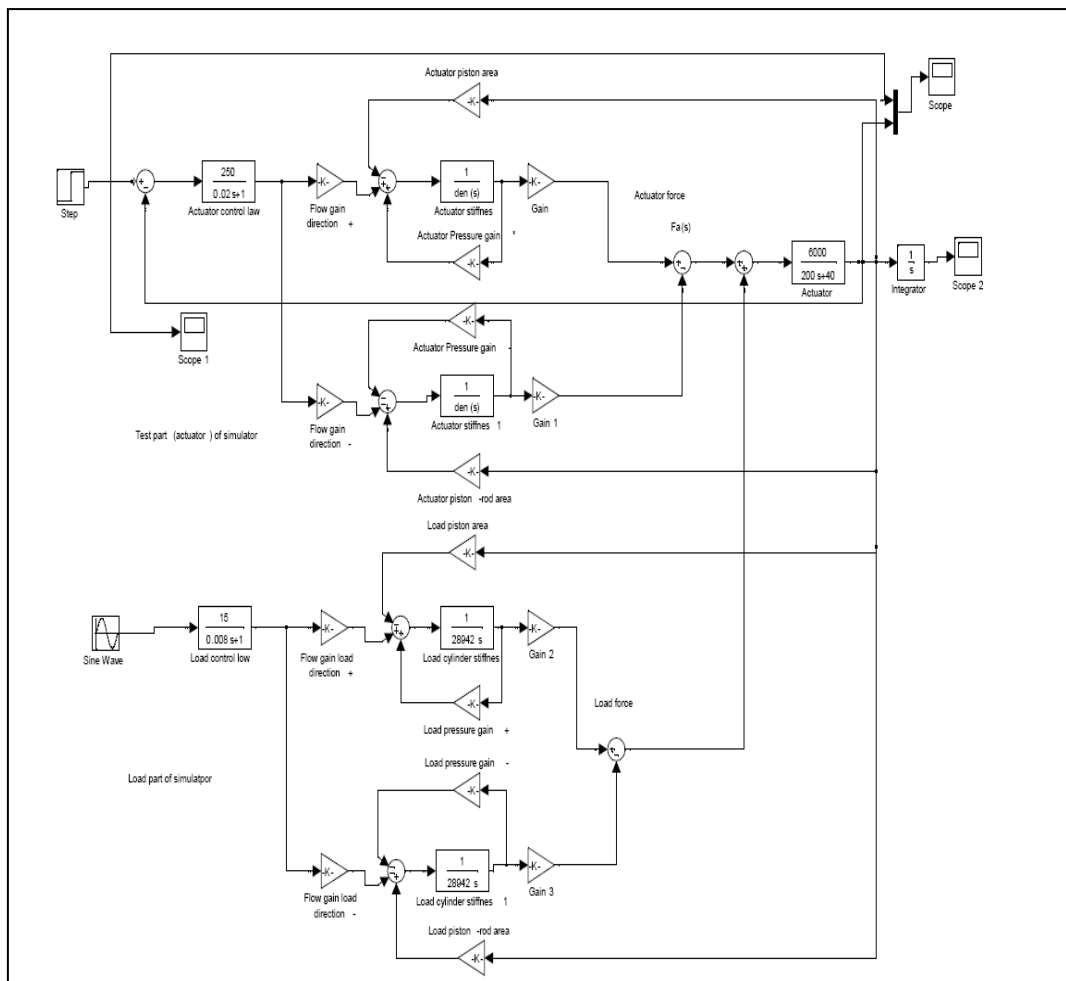 Actuator piston area
-K-
Scope
Step
+
-
250
0.02 s+1
Actuator control law
-K-
Flow gain
direction +
-
+
+
1
den (s)
Actuator stiffnes
-K-
Gain
-K-
Actuator Pressure gain
Actuator force
Fa(s)
+
-
+
+
6000
200 s+40
Actuator
1
s
Integrator
Scope 2
Scope 1
-K-
Actuator Pressure gain -
-K-
Flow gain
direction -
-
-
+
1
den (s)
Actuator stiffnes 1
-K-
Gain 1
Test part (actuator ) of simulator
-K-
Actuator piston -rod area
Load piston area
-K-
Sine Wave
15
0.008 s+1
Load control low
-K-
Flow gain load
direction +
-
+
+
1
28942 s
Load cylinder stiffnes
-K-
Gain 2
-K-
Load pressure gain +
Load force
+
-
Load pressure gain -
-K-
Load part of simulatpor
-K-
Flow gain load
direction -
-
-
+
1
28942 s
Load cylinder stiffnes 1
-K-
Gain 3
Load piston -rod area
-K-